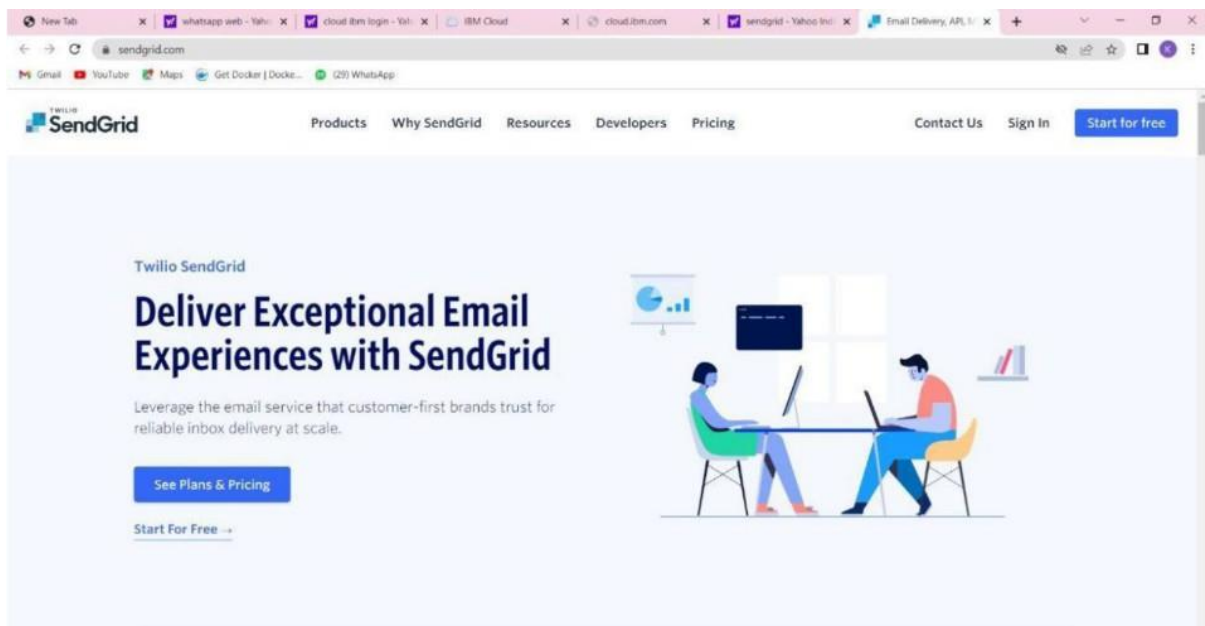 New Tab
whatsapp web - Yaho
cloud ibm login - Yah
IBM Cloud
cloud.ibm.com
sendgrid - Yahoo Ind
Email Delivery, API,
sendgrid.com
K
Gmail
YouTube
Maps
Get Docker | Docke...
(29) WhatsApp
TWILIO
SendGrid
Products
Why SendGrid
Resources
Developers
Pricing
Contact Us
Sign In
Start for free
Twilio SendGrid
Deliver Exceptional Email
Experiences with SendGrid
Leverage the email service that customer-first brands trust for
reliable inbox delivery at scale.
See Plans & Pricing
Start For Free →